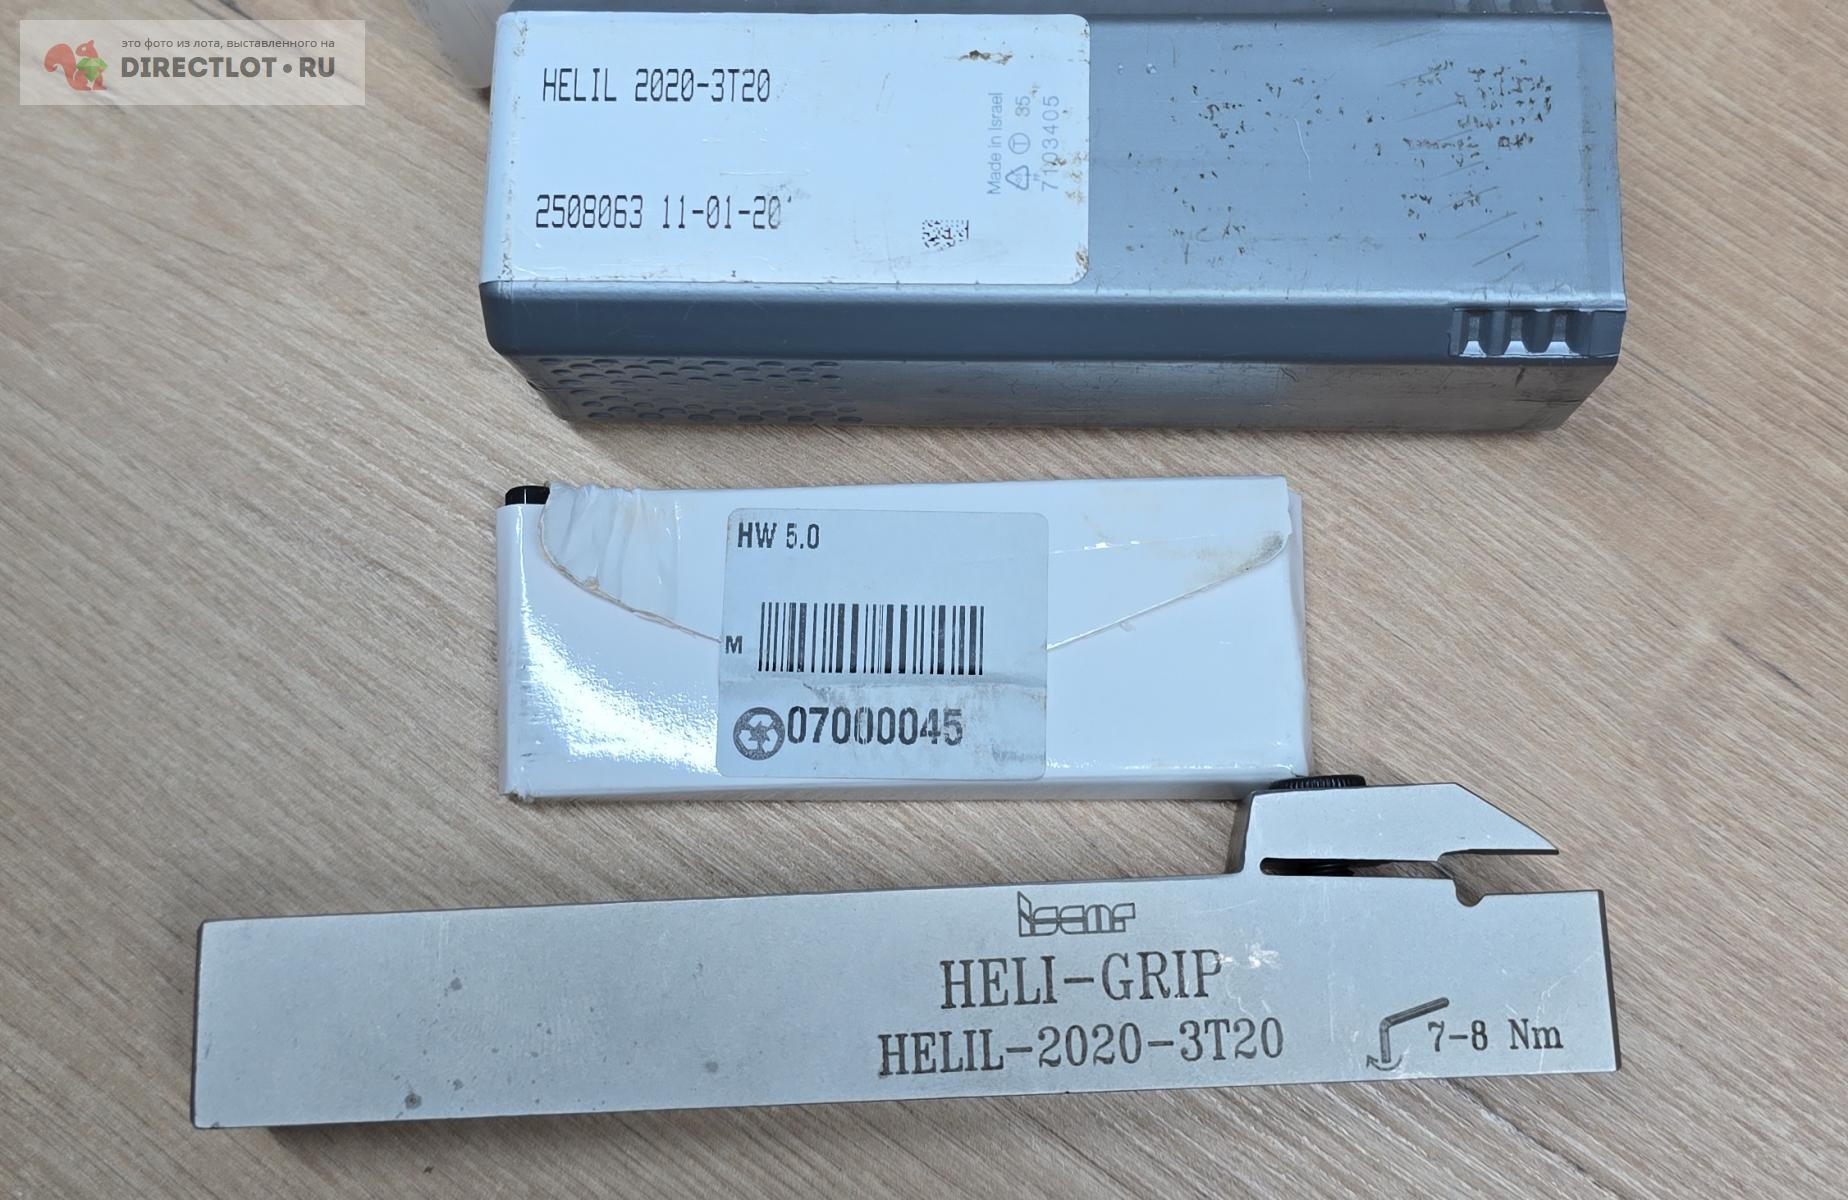 это фото из лота, выставленного на
DIRECTLOT•RU
HELIL 2020-3T20
2508063 11-01-20
Made in Israel
35
7103405
HW 5.0
M
07000045
iscar
HELI-GRIP
HELIL-2020-3T20
7-8 Nm